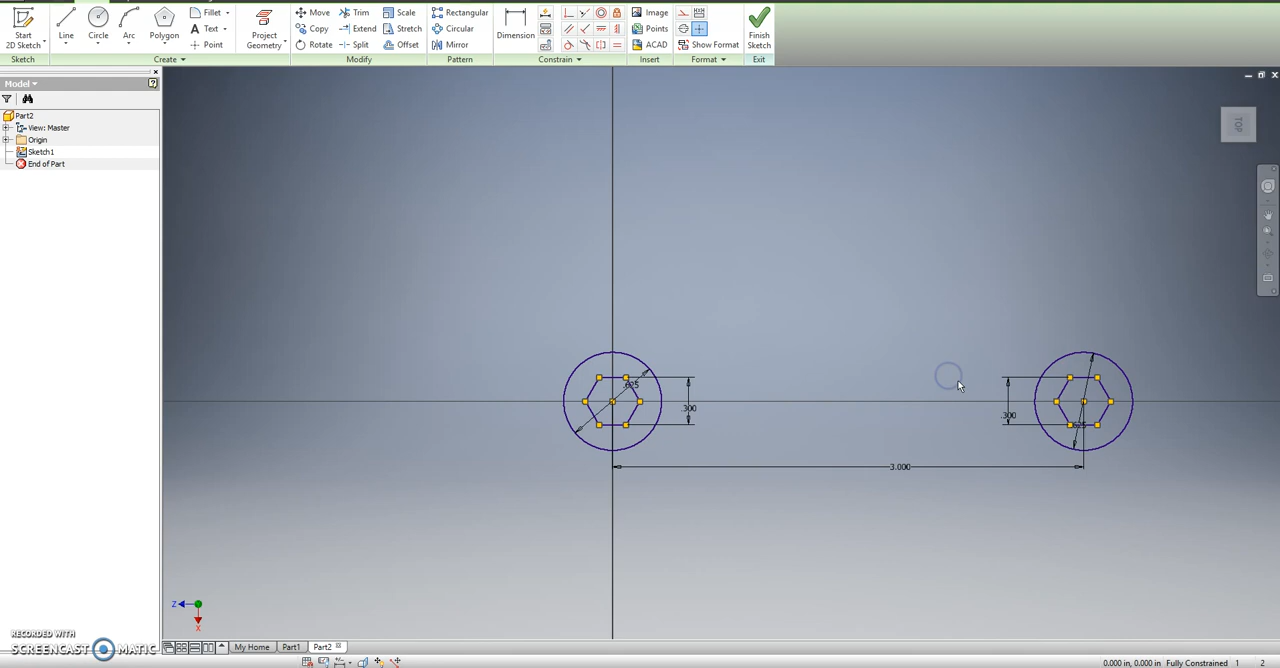 Start
2D Sketch
Line
Circle
Arc
Polygon
Fillet
Text
Point
Project
Geometry
Move
Copy
Rotate
Trim
Extend
Split
Scale
Stretch
Offset
Rectangular
Circular
Mirror
Dimension
Image
Points
ACAD
Show Format
Finish
Sketch
Sketch
Create
Modify
Pattern
Constrain
Insert
Format
Exit
Model
Part2
View: Master
Origin
Sketch1
End of Part
TOP
.625
.300
.300
.625
3.000
Z
X
RECORDED WITH
SCREENCAST MATIC
My Home
Part1
Part2
0.000 in, 0.000 in Fully Constrained 1 2